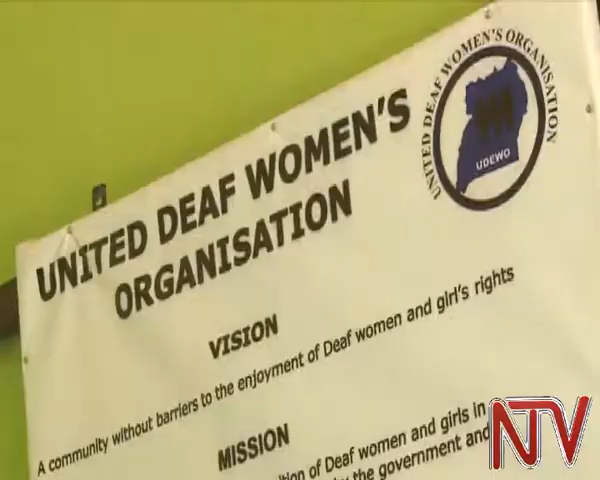 UNITED DEAF WOMEN'S ORGANISATION
UDEWO
UNITED DEAF WOMEN'S
ORGANISATION
VISION
A community without barriers to the enjoyment of Deaf women and girl's rights
MISSION
of Deaf women and girls in
the government and
NTV